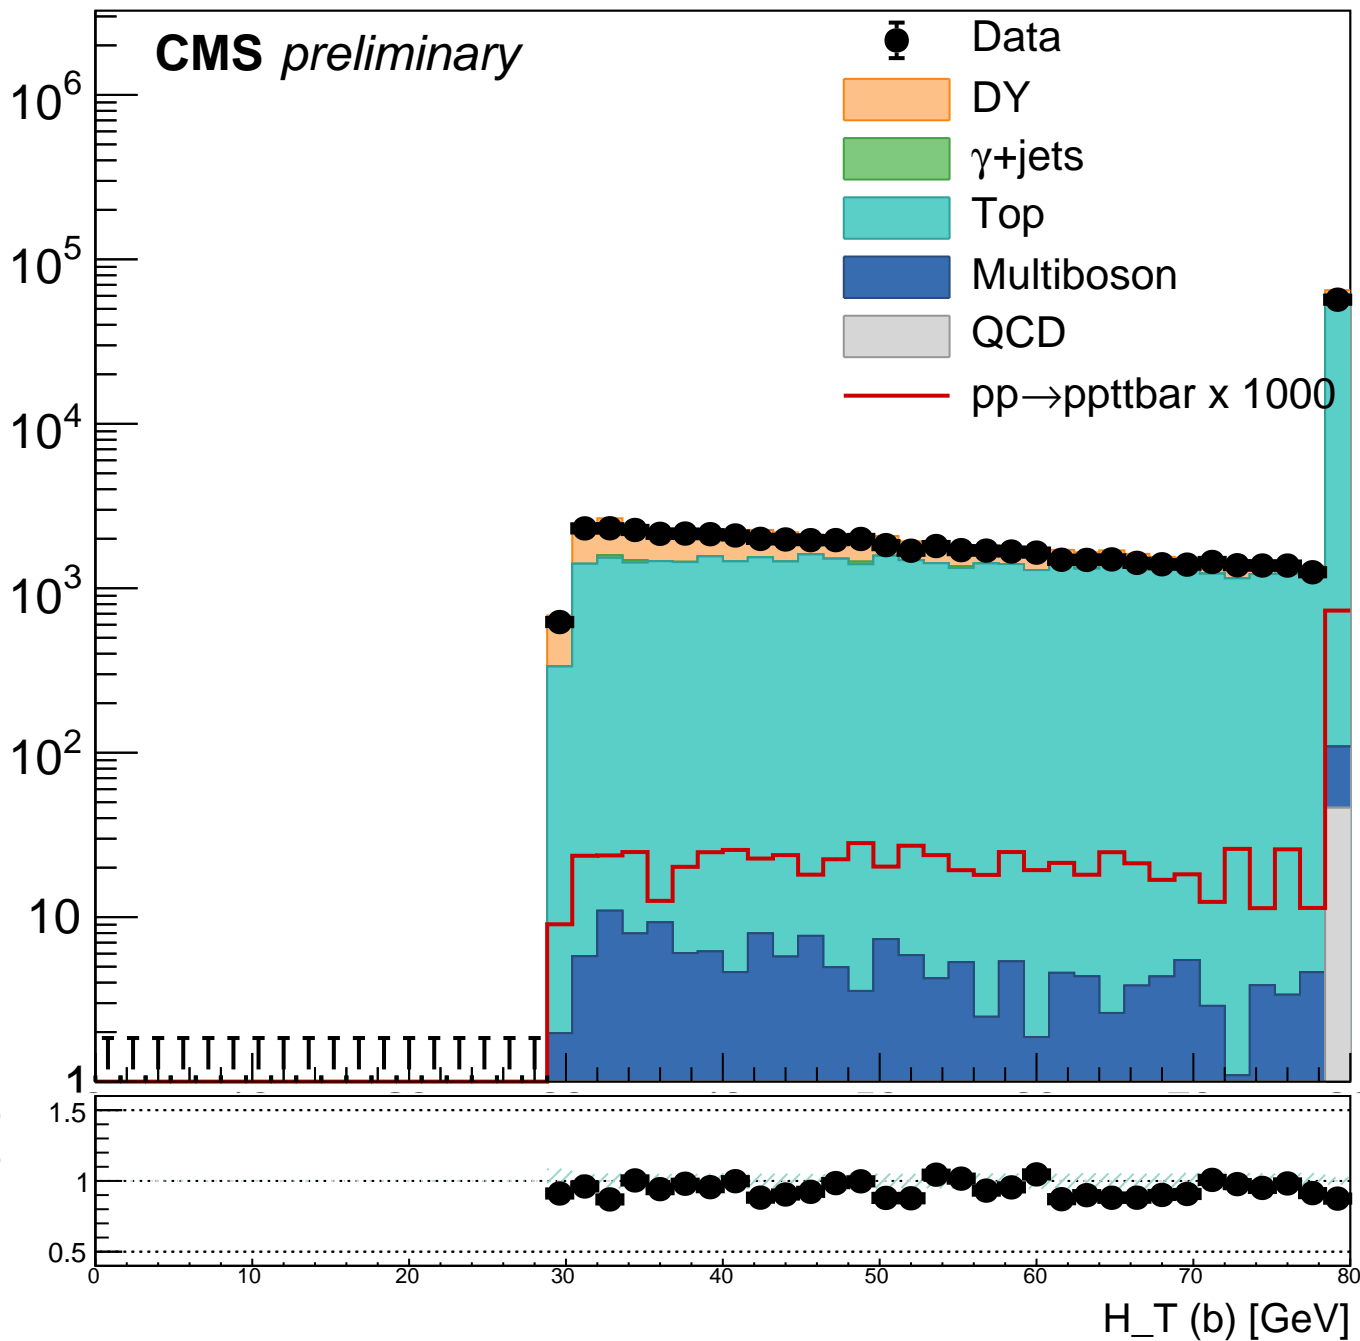 CMS preliminary
Data
DY
γ+jets
Top
Multiboson
QCD
pp→ppttbar x 1000
10^6
10^5
10^4
10^3
10^2
10
1
1.5
1
0.5
0 10 20 30 40 50 60 70 80
H_T (b) [GeV]